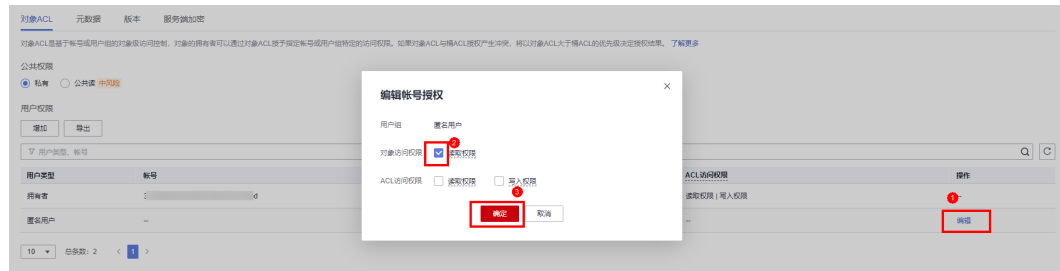 对象ACL 元数据 版本 服务端加密
对象ACL是基于帐号或用户组的对象级访问控制，对象的拥有者可以通过对象ACL授予指定帐号或用户组特定的访问权限。如果对象ACL与桶ACL授权产生冲突，将以对象ACL大于桶ACL的优先级决定授权结果。 了解更多
公共权限
私有 公共读 中风险
用户权限
增加 导出
用户类型、帐号
用户类型 帐号 ACL访问权限 操作
拥有者 d 读取权限 | 写入权限 1 --
匿名用户 -- -- 编辑
10 总条数: 2 < 1 >
编辑帐号授权 ×
用户组 匿名用户
2
对象访问权限 读取权限
ACL访问权限 读取权限 写入权限
3
确定 取消